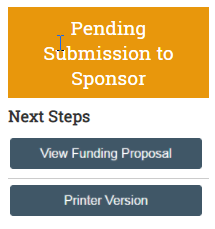 Pending
Submission to
Sponsor
Next Steps
View Funding Proposal
Printer Version